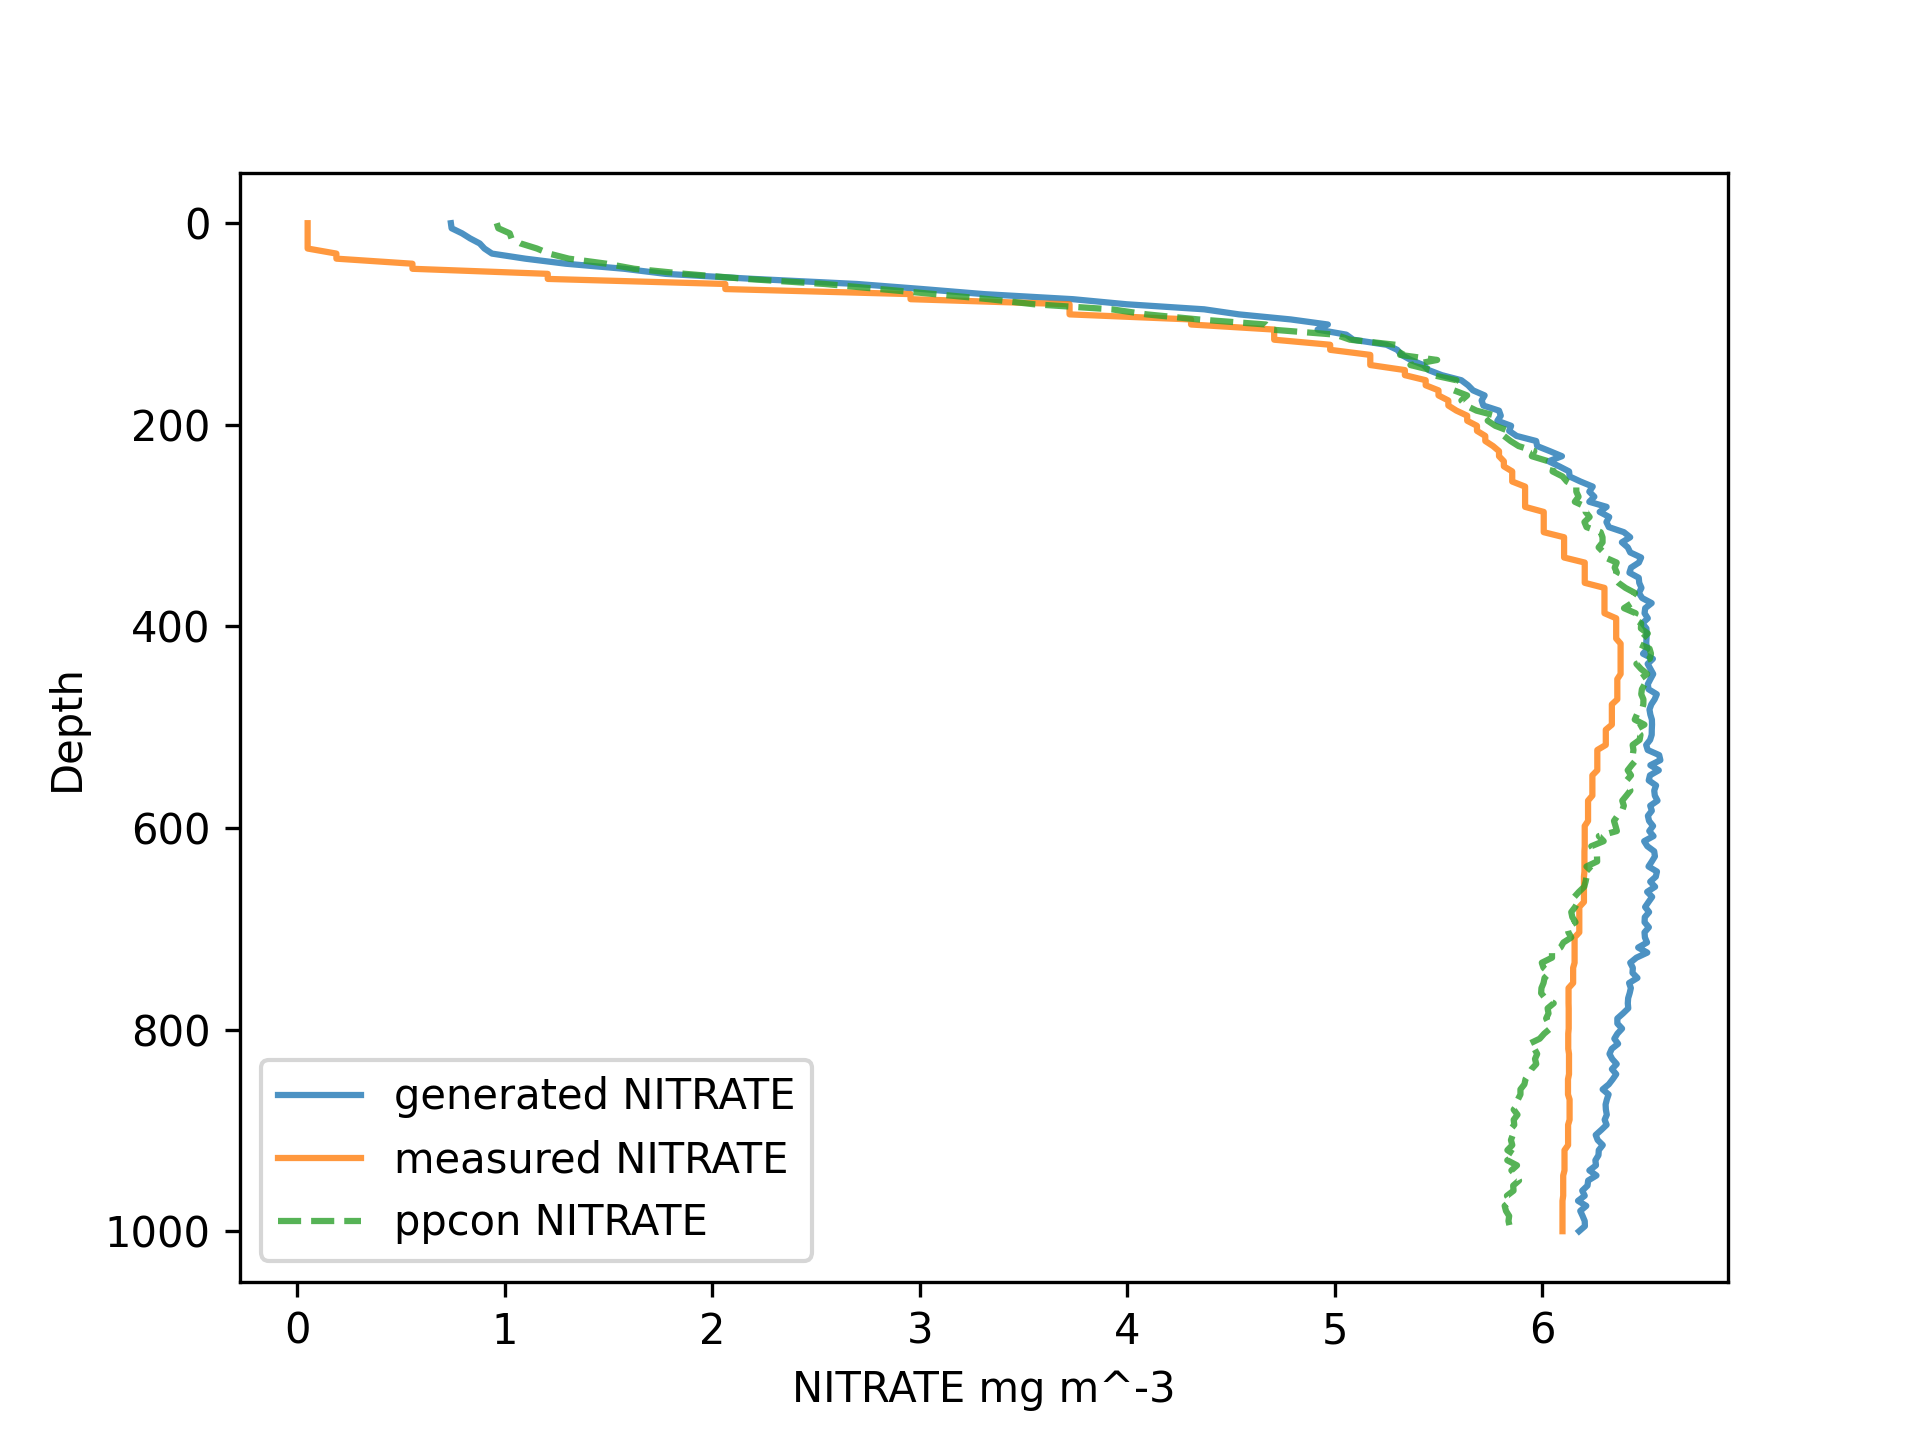 0
200
400
600
800
1000
Depth
generated NITRATE
measured NITRATE
ppcon NITRATE
0 1 2 3 4 5 6
NITRATE mg m^-3